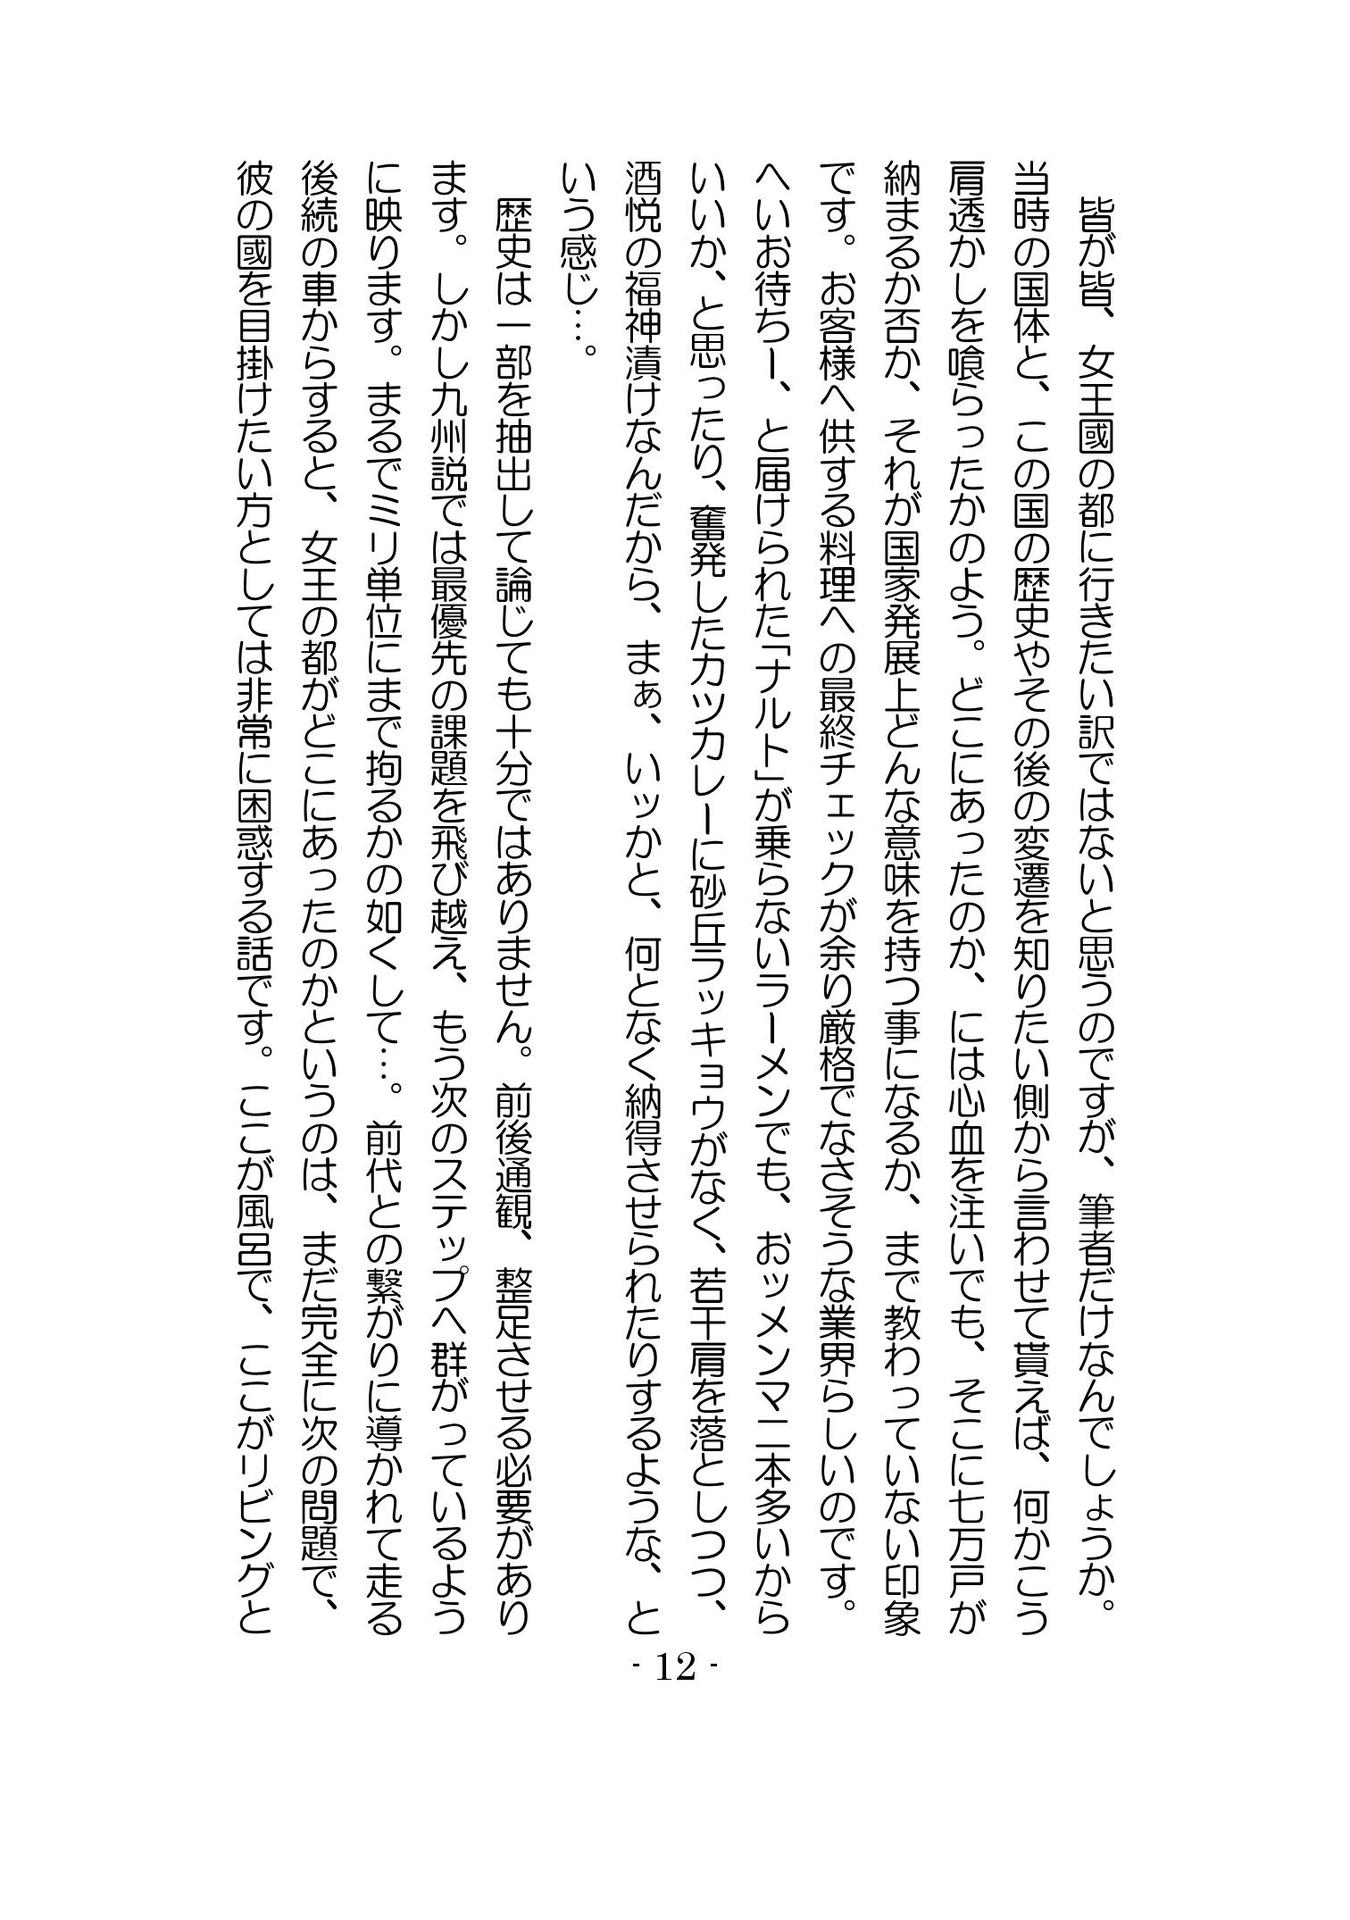 皆が皆、女王國の都に行きたい訳ではないと思うのですが、筆者だけなんでしょうか。
当時の国体と、この国の歴史やその後の変遷を知りたい側から言わせて貰えば、何かこう
肩透かしを喰らったかのよう。どこにあったのか、には心血を注いでも、そこに七万戸が
納まるか否か、それが国家発展上どんな意味を持つ事になるか、まで教わっていない印象
です。お客様へ供する料理への最終チェックが余り厳格でなさそうな業界らしいのです。
へいお待ちー、と届けられた「ナルト」が乗らないラーメンでも、おッメンマ二本多いから
いいか、と思ったり、奮発したカツカレーに砂丘ラッキョウがなく、若干肩を落としつつ、
酒悦の福神漬けなんだから、まぁ、いッかと、何となく納得させられたりするような、と
いう感じ…。
　歴史は一部を抽出して論じても十分ではありません。前後通観、整足させる必要があり
ます。しかし九州説では最優先の課題を飛び越え、もう次のステップへ群がっているよう
に映ります。まるでミリ単位にまで拘るかの如くして…。前代との繋がりに導かれて走る
後続の車からすると、女王の都がどこにあったのかというのは、まだ完全に次の問題で、
彼の國を目掛けたい方としては非常に困惑する話です。ここが風呂で、ここがリビングと
- 12 -